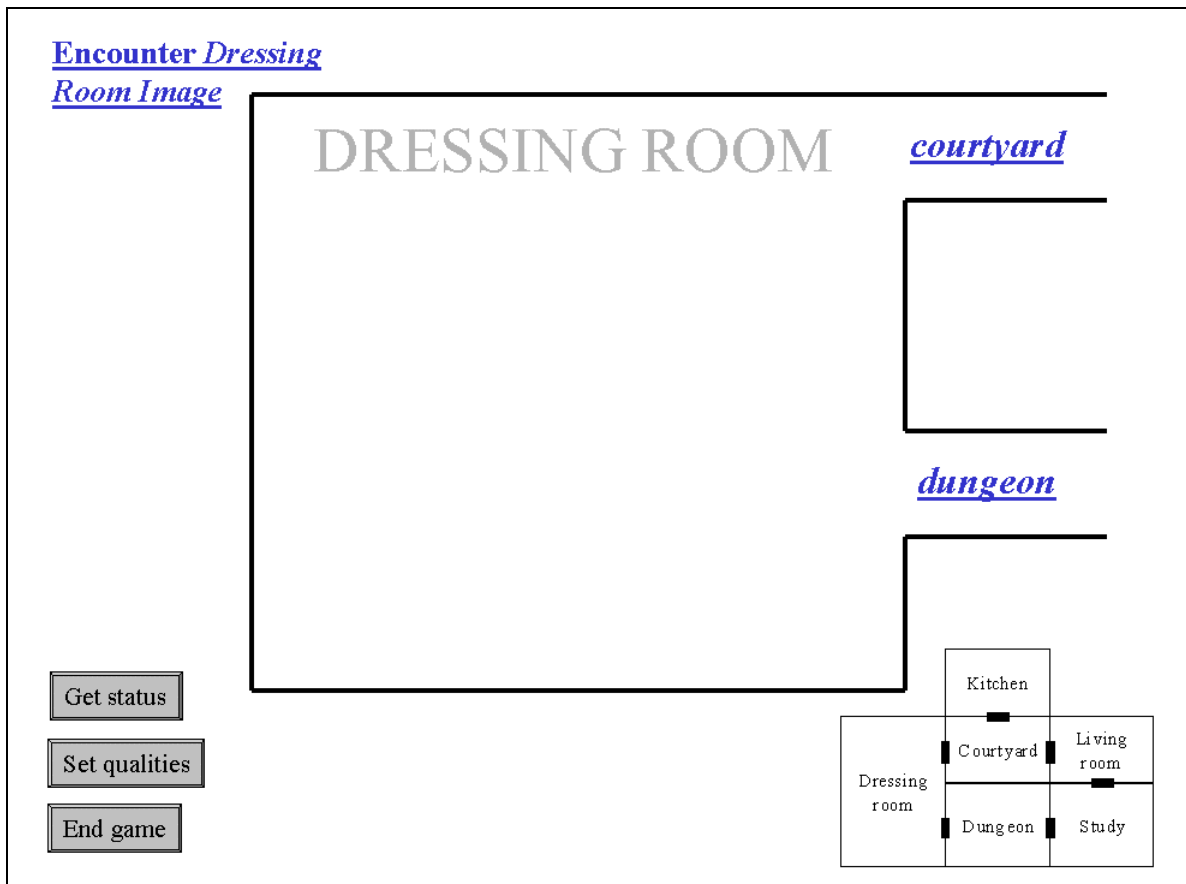 Encounter Dressing
Room Image
DRESSING ROOM
courtyard
dungeon
Get status
Set qualities
End game
Kitchen
Courtyard
Living
room
Dressing
room
Dungeon
Study